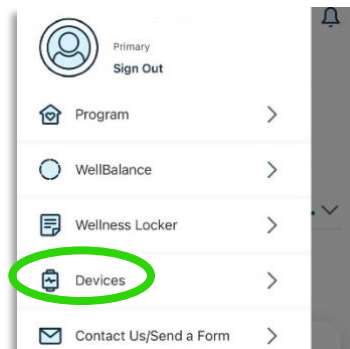 Primary
Sign Out
Program
WellBalance
Wellness Locker
Devices
Contact Us/Send a Form